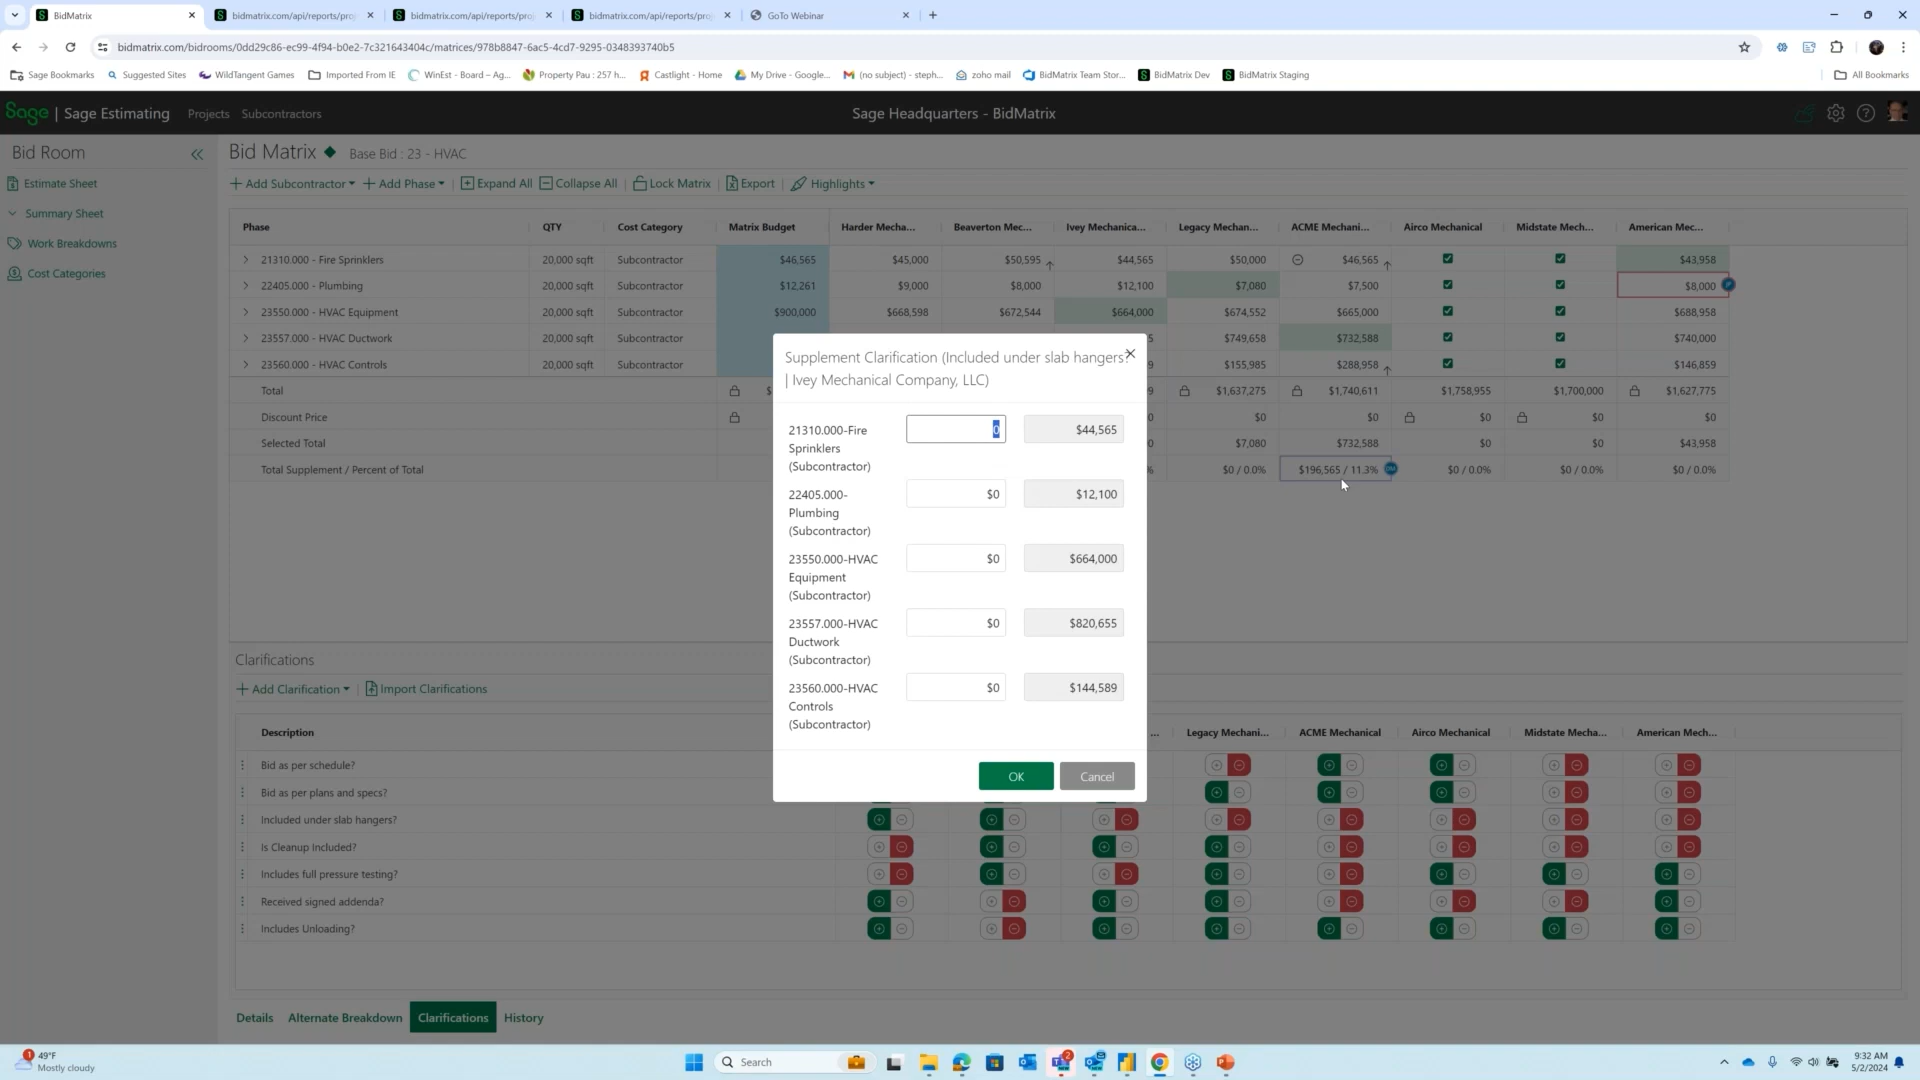 BidMatrix
bidmatrix.com/api/reports/proj
bidmatrix.com/api/reports/proj
bidmatrix.com/api/reports/proj
GoTo Webinar
bidmatrix.com/bidrooms/0dd29c86-ec99-4f94-b0e2-7c321643404c/matrices/978b8847-6ac5-4cd7-9295-0348393740b5
Sage Bookmarks Suggested Sites WildTangent Games Imported From IE WinEst - Board – Ag... Property Pau : 257 h... Castlight - Home My Drive - Google... (no subject) - steph... zoho mail BidMatrix Team Stor... BidMatrix Dev BidMatrix Staging All Bookmarks
Sage | Sage Estimating Projects Subcontractors Sage Headquarters - BidMatrix
Bid Room
Estimate Sheet
Summary Sheet
Work Breakdowns
Cost Categories
Bid Matrix Base Bid : 23 - HVAC
Add Subcontractor Add Phase | Expand All Collapse All | Lock Matrix | Export | Highlights
Phase QTY Cost Category Matrix Budget Harder Mecha... Beaverton Mec... Ivey Mechanica... Legacy Mechan... ACME Mechani... Airco Mechanical Midstate Mech... American Mec...
21310.000 - Fire Sprinklers 20,000 sqft Subcontractor $46,565 $45,000 $50,595 $44,565 $50,000 $46,565 $43,958
22405.000 - Plumbing 20,000 sqft Subcontractor $12,261 $9,000 $8,000 $12,100 $7,080 $7,500 $8,000
23550.000 - HVAC Equipment 20,000 sqft Subcontractor $900,000 $668,598 $672,544 $664,000 $674,552 $665,000 $688,958
23557.000 - HVAC Ductwork 20,000 sqft Subcontractor $749,658 $732,588 $740,000
23560.000 - HVAC Controls 20,000 sqft Subcontractor $155,985 $288,958 $146,859
Total $1,637,275 $1,740,611 $1,758,955 $1,700,000 $1,627,775
Discount Price $0 $0 $0 $0
Selected Total $7,080 $732,588 $0 $0 $43,958
Total Supplement / Percent of Total $0 / 0.0% $196,565 / 11.3% $0 / 0.0% $0 / 0.0% $0 / 0.0%
Supplement Clarification (Included under slab hangers?
| Ivey Mechanical Company, LLC)
21310.000-Fire
Sprinklers
(Subcontractor)
0 $44,565
22405.000-
Plumbing
(Subcontractor)
$0 $12,100
23550.000-HVAC
Equipment
(Subcontractor)
$0 $664,000
23557.000-HVAC
Ductwork
(Subcontractor)
$0 $820,655
23560.000-HVAC
Controls
(Subcontractor)
$0 $144,589
OK Cancel
Clarifications
Add Clarification | Import Clarifications
Description ... Legacy Mechani... ACME Mechanical Airco Mechanical Midstate Mecha... American Mech...
Bid as per schedule?
Bid as per plans and specs?
Included under slab hangers?
Is Cleanup Included?
Includes full pressure testing?
Received signed addenda?
Includes Unloading?
Details Alternate Breakdown Clarifications History
1
49°F
Mostly cloudy
Search
2
9:32 AM
5/2/2024